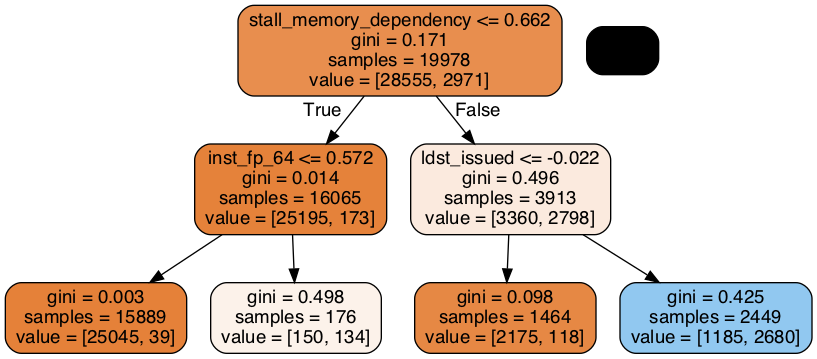 stall_memory_dependency <= 0.662
gini = 0.171
samples = 19978
value = [28555, 2971]
True
False
inst_fp_64 <= 0.572
gini = 0.014
samples = 16065
value = [25195, 173]
ldst_issued <= -0.022
gini = 0.496
samples = 3913
value = [3360, 2798]
gini = 0.003
samples = 15889
value = [25045, 39]
gini = 0.498
samples = 176
value = [150, 134]
gini = 0.098
samples = 1464
value = [2175, 118]
gini = 0.425
samples = 2449
value = [1185, 2680]